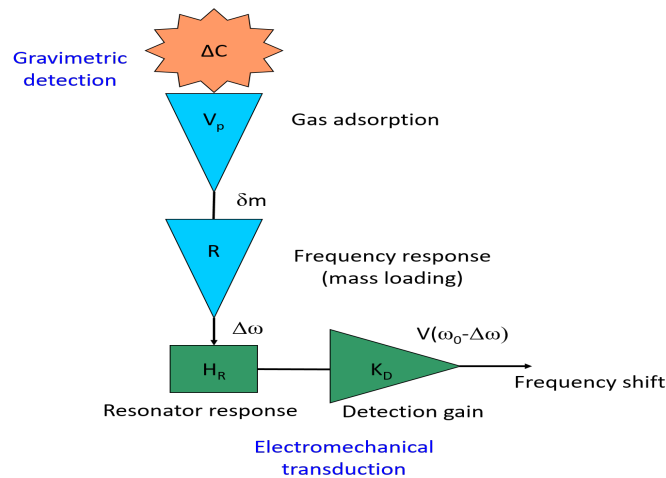 ΔC
Gravimetric
detection
Vp
Gas adsorption
δm
R
Frequency response
(mass loading)
Δω
V(ω0-Δω)
HR
KD
Frequency shift
Resonator response
Detection gain
Electromechanical
transduction